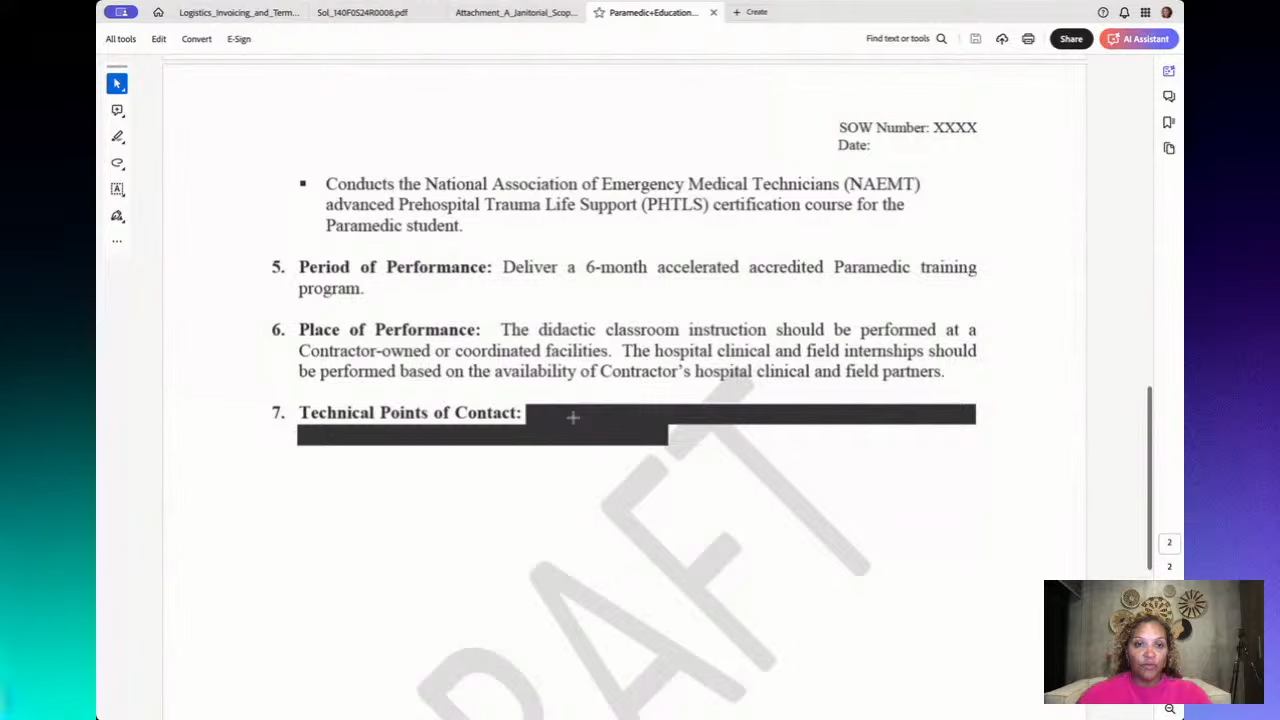 Logistics_Invoicing_and_Term...
Sol_140F0S24R0008.pdf
Attachment_A_Janitorial_Scop...
Paramedic+Education...
Create
All tools
Edit
Convert
E-Sign
Find text or tools
Share
AI Assistant
SOW Number: XXXX
Date:
Conducts the National Association of Emergency Medical Technicians (NAEMT)
advanced Prehospital Trauma Life Support (PHTLS) certification course for the
Paramedic student.
5. Period of Performance: Deliver a 6-month accelerated accredited Paramedic training
program.
6. Place of Performance: The didactic classroom instruction should be performed at a
Contractor-owned or coordinated facilities. The hospital clinical and field internships should
be performed based on the availability of Contractor's hospital clinical and field partners.
7. Technical Points of Contact:
RAFT
2
2